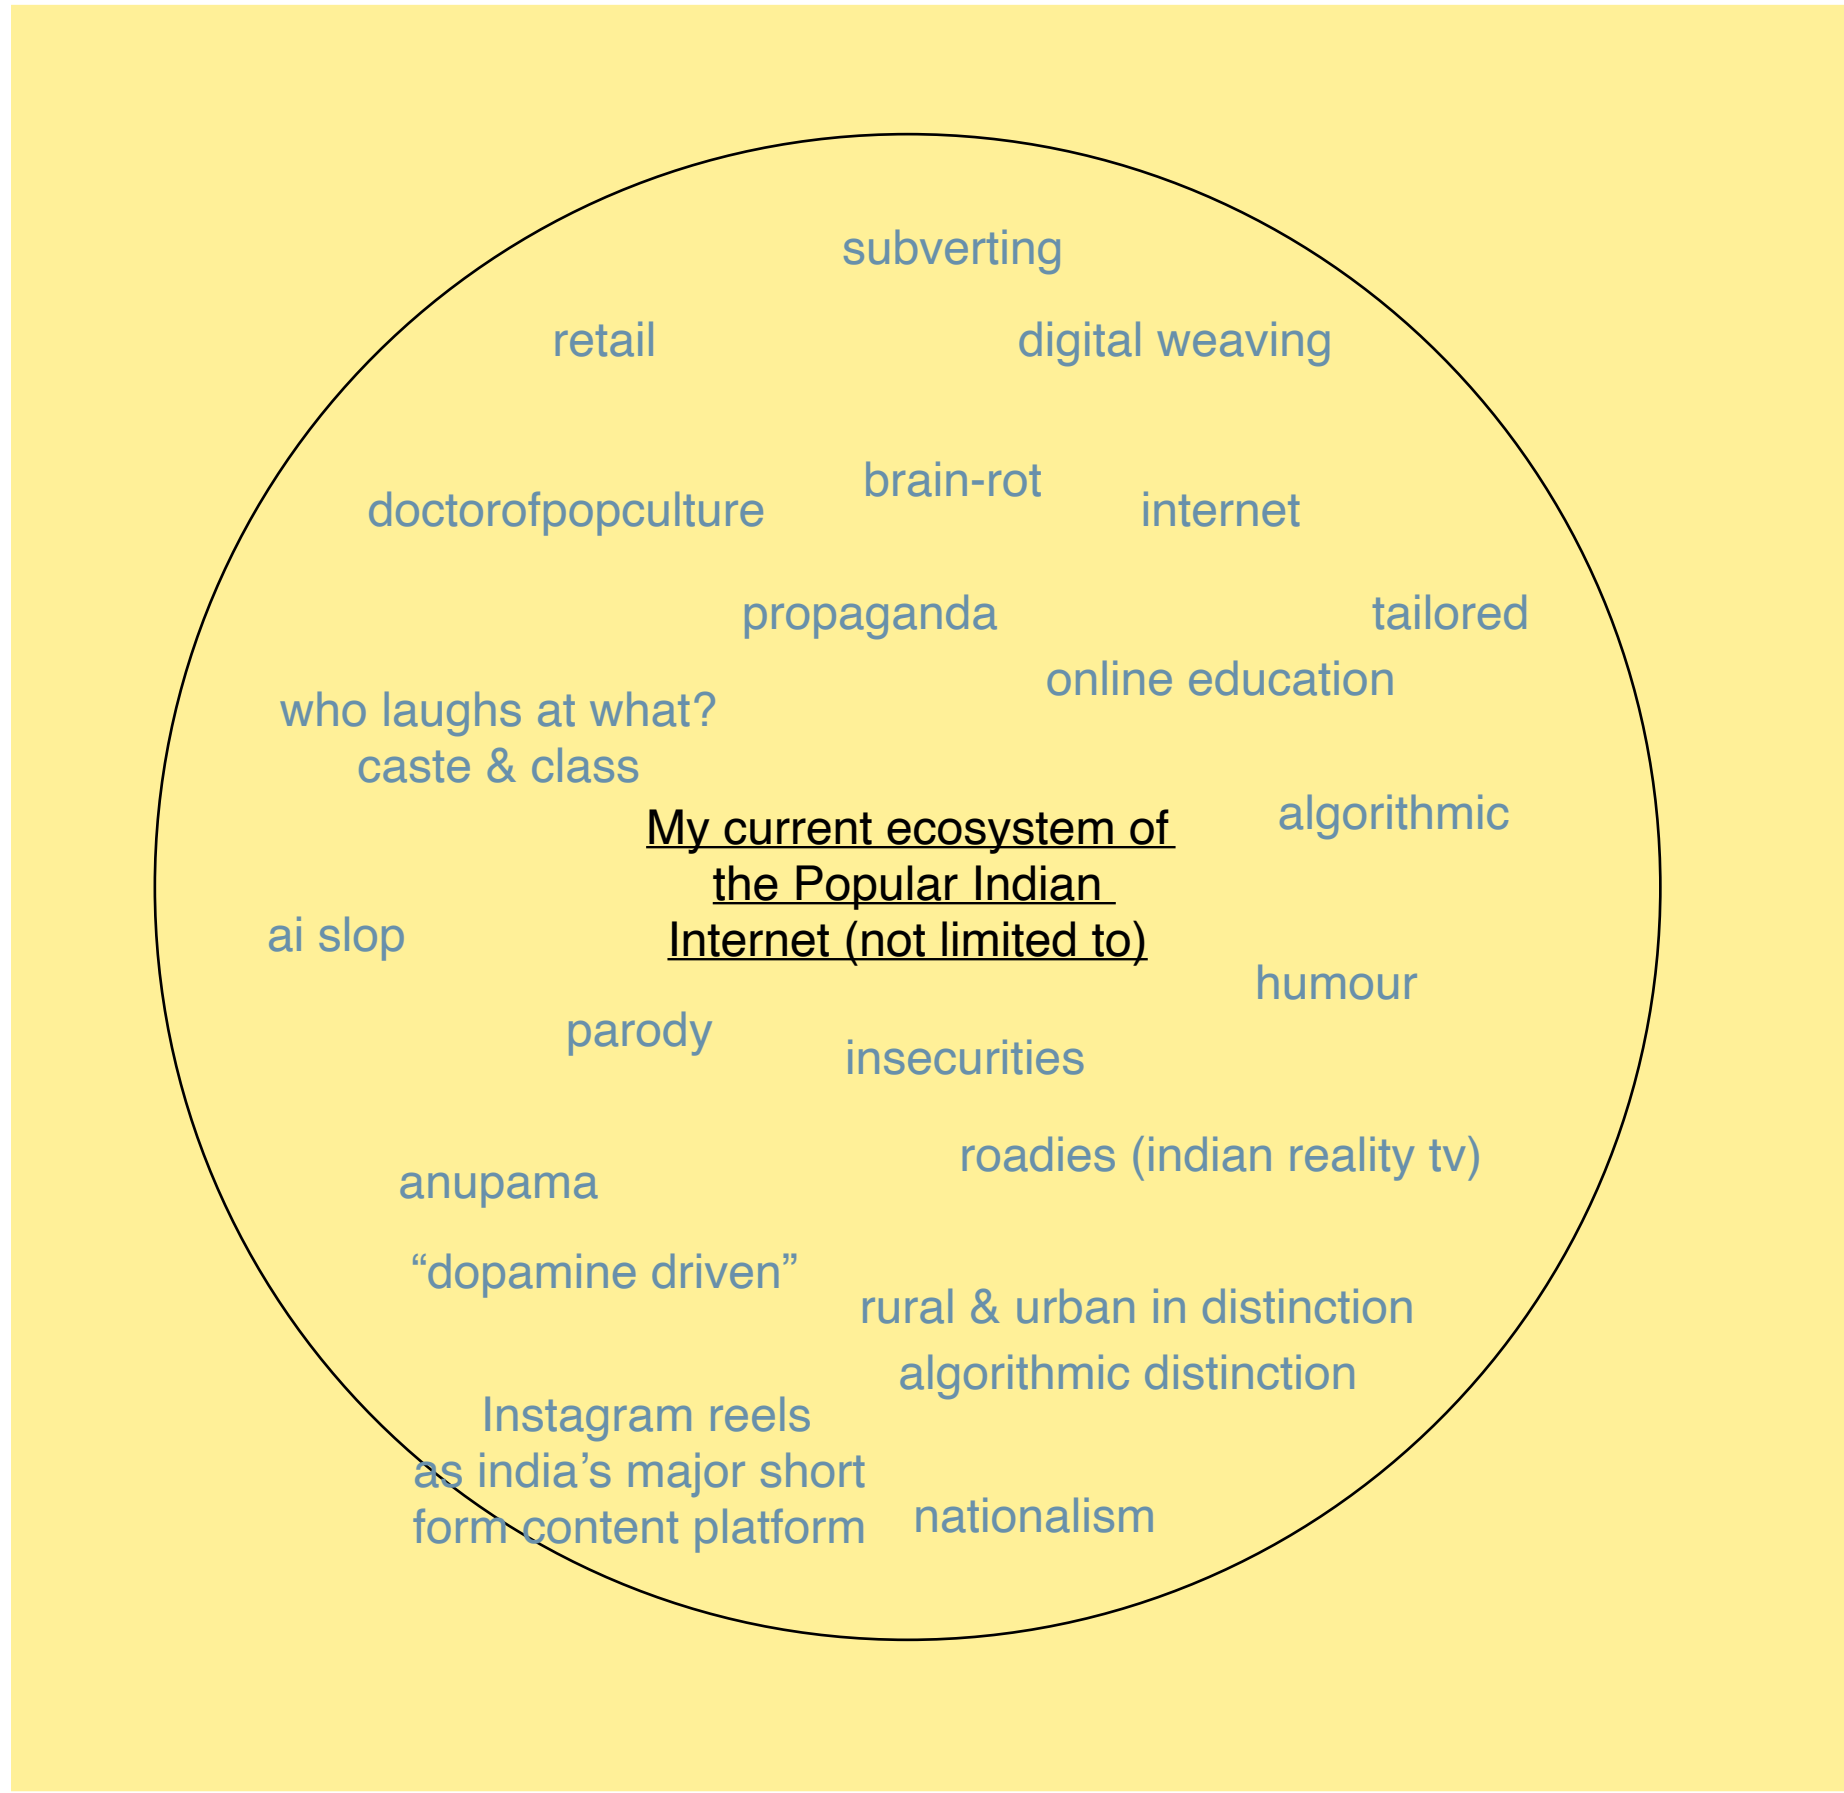 subverting
retail
digital weaving
brain-rot
doctorofpopculture
internet
propaganda
tailored
online education
who laughs at what?
caste & class
algorithmic
My current ecosystem of
the Popular Indian
Internet (not limited to)
ai slop
humour
parody
insecurities
roadies (indian reality tv)
anupama
“dopamine driven”
rural & urban in distinction
algorithmic distinction
Instagram reels
as india’s major short
form content platform
nationalism